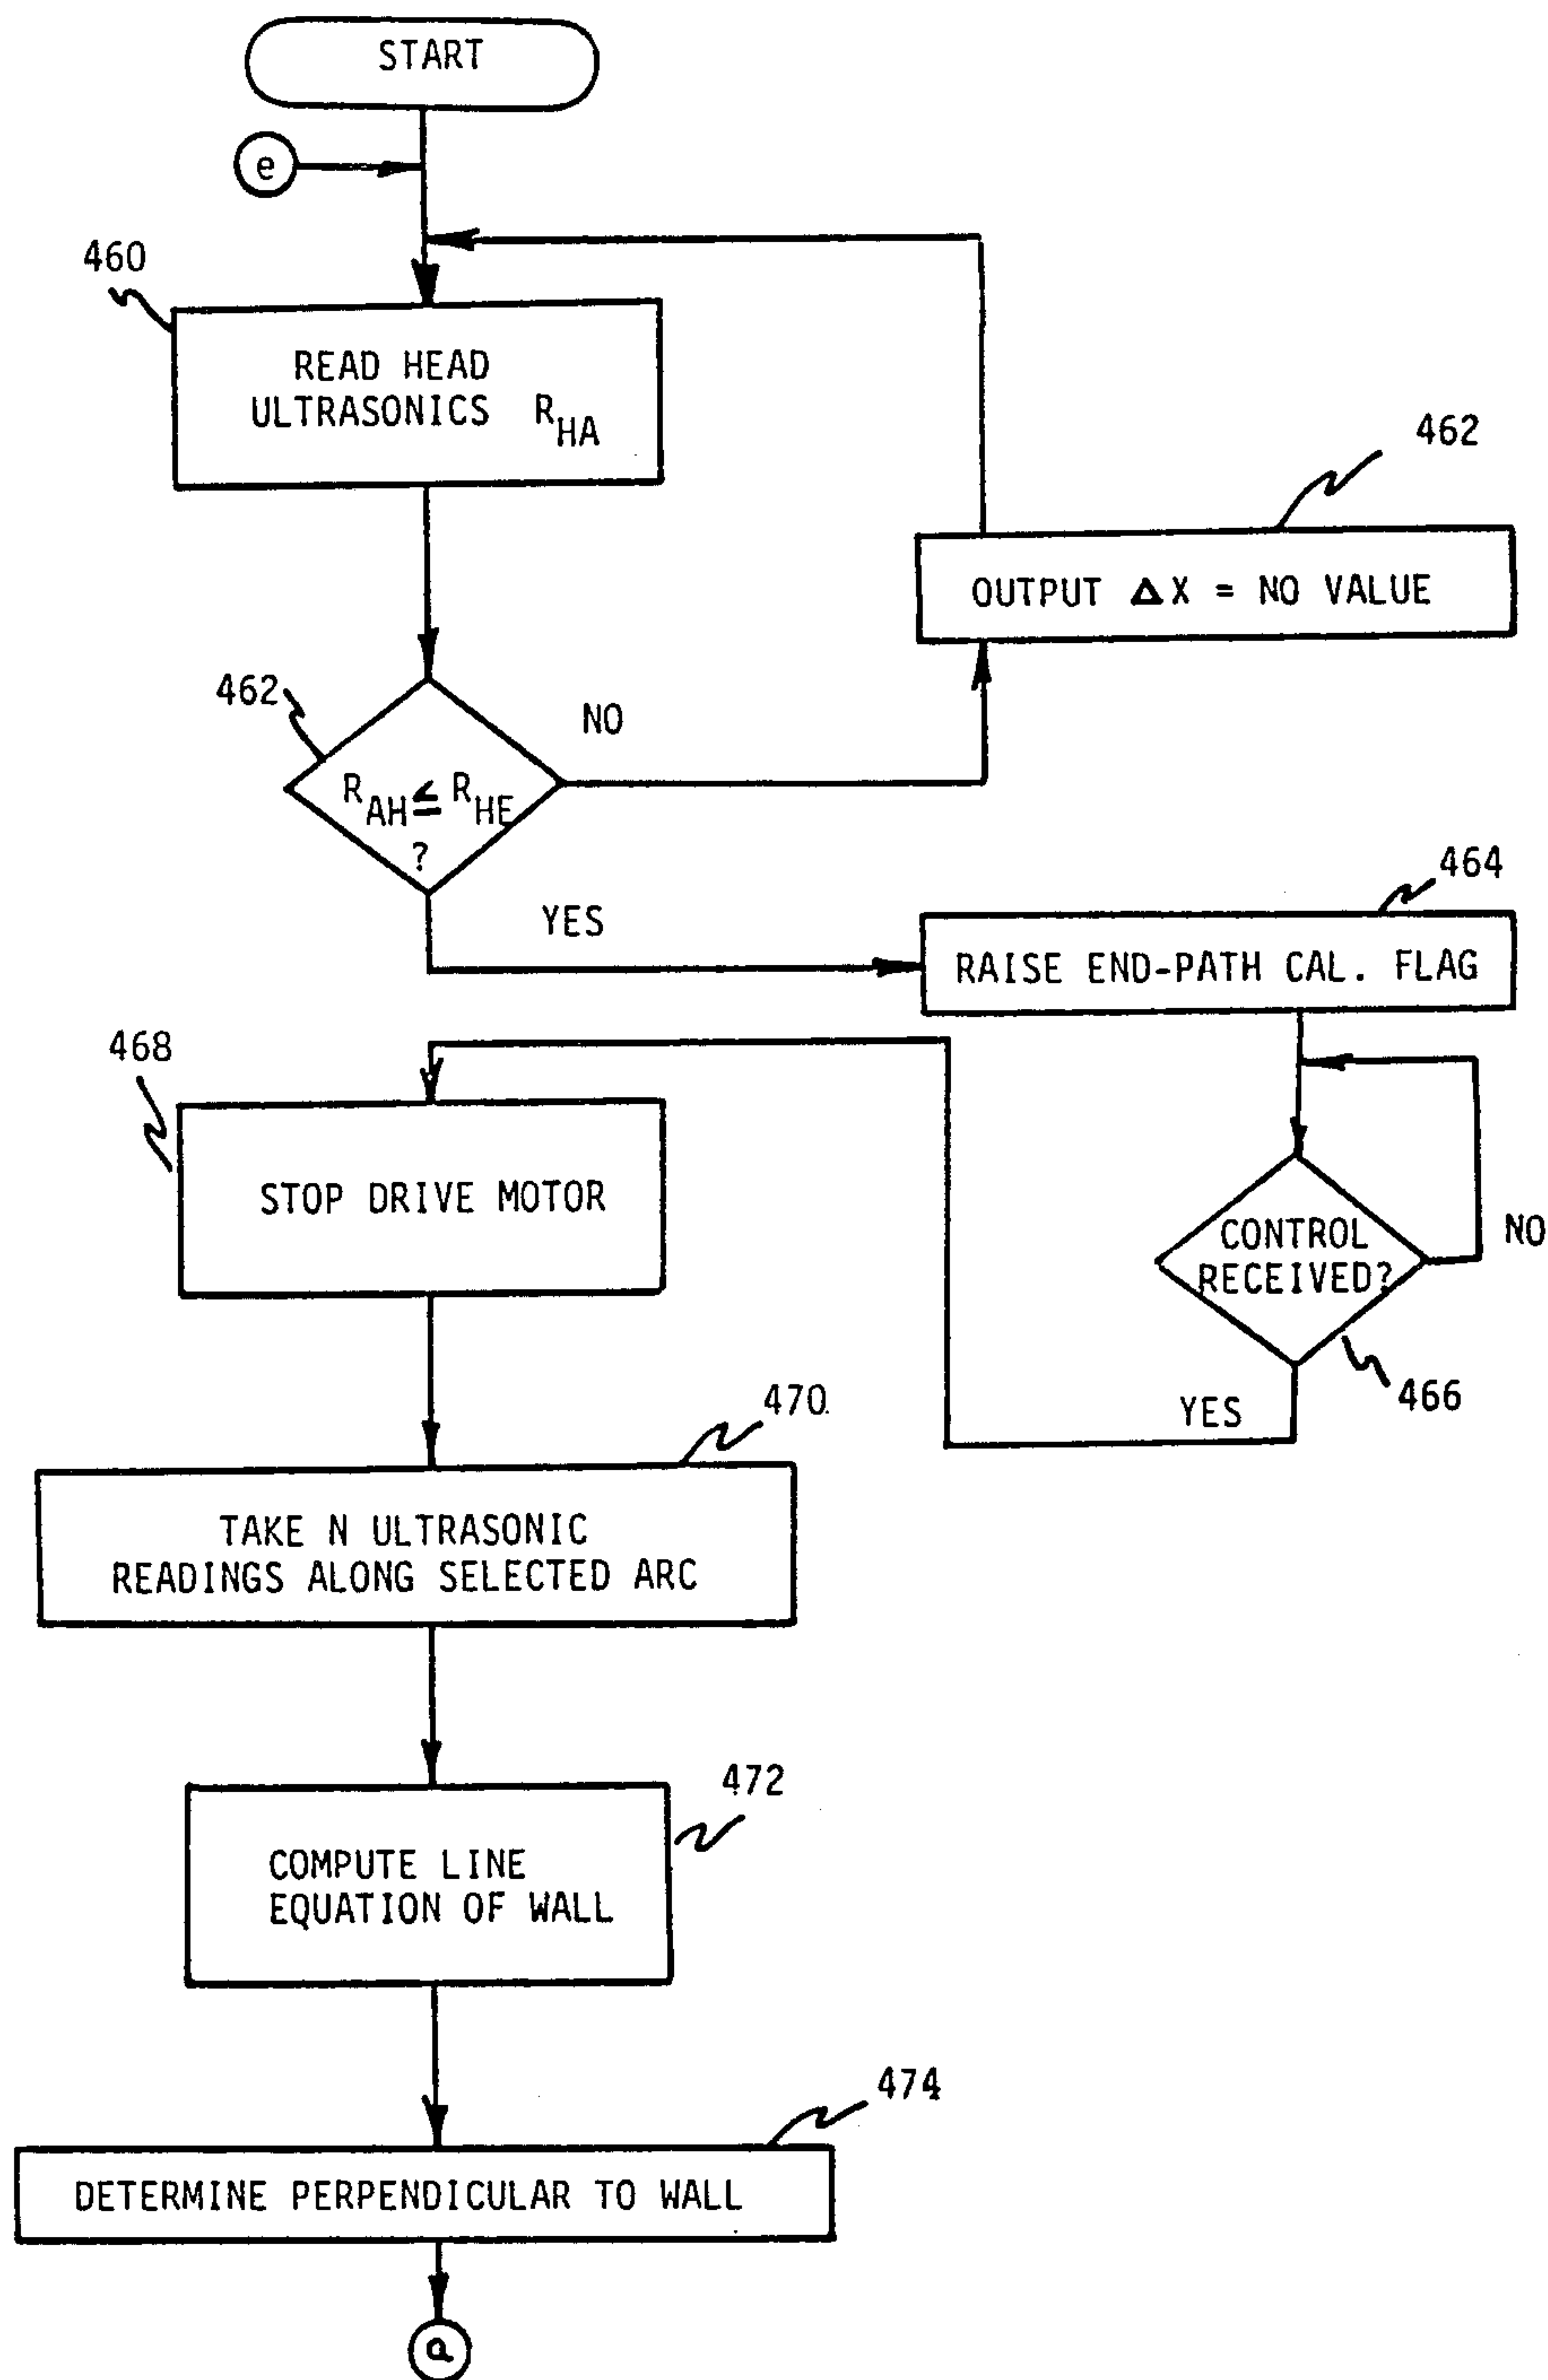 START
e
460
READ HEAD
ULTRASONICS R_HA
462
OUTPUT ΔX = NO VALUE
462
NO
R_AH ≤ R_HE
?
YES
464
RAISE END-PATH CAL. FLAG
468
STOP DRIVE MOTOR
CONTROL
RECEIVED?
NO
466
YES
470
TAKE N ULTRASONIC
READINGS ALONG SELECTED ARC
472
COMPUTE LINE
EQUATION OF WALL
474
DETERMINE PERPENDICULAR TO WALL
a